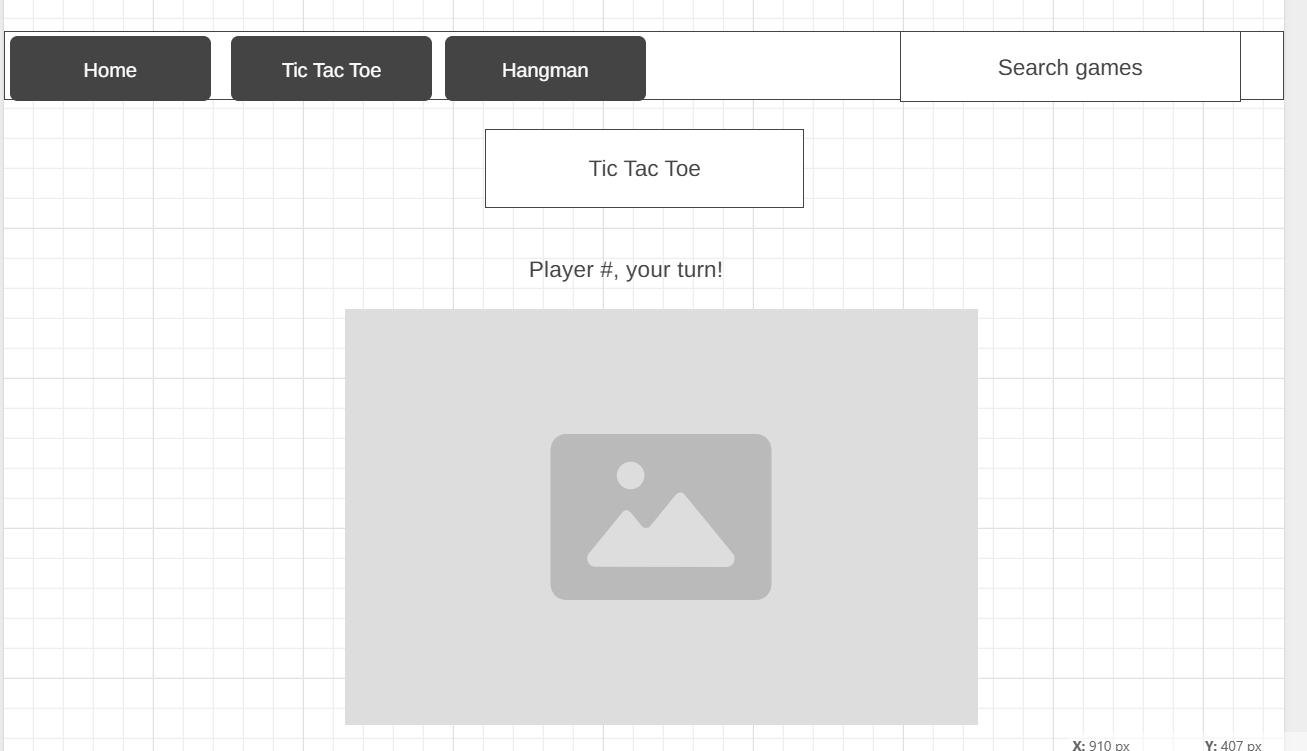 Home
Tic Tac Toe
Hangman
Search games
Tic Tac Toe
Player #, your turn!
X: 910 px
Y: 407 px